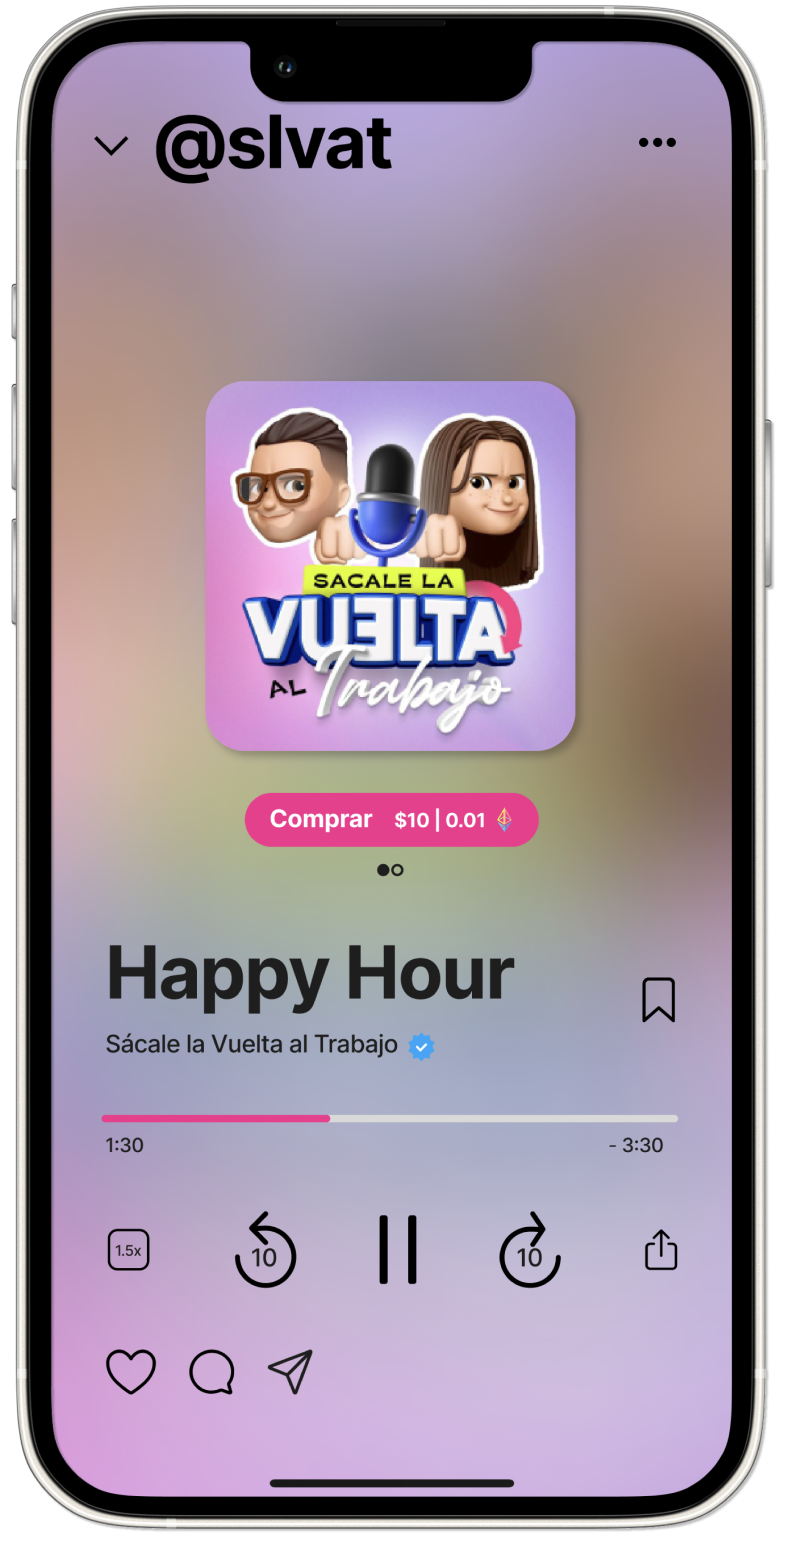 @slvat
SACALE LA
VUELTA
AL Trabajo
Comprar $10 | 0.01
Happy Hour
Sácale la Vuelta al Trabajo
1:30
- 3:30
1.5x
10
10